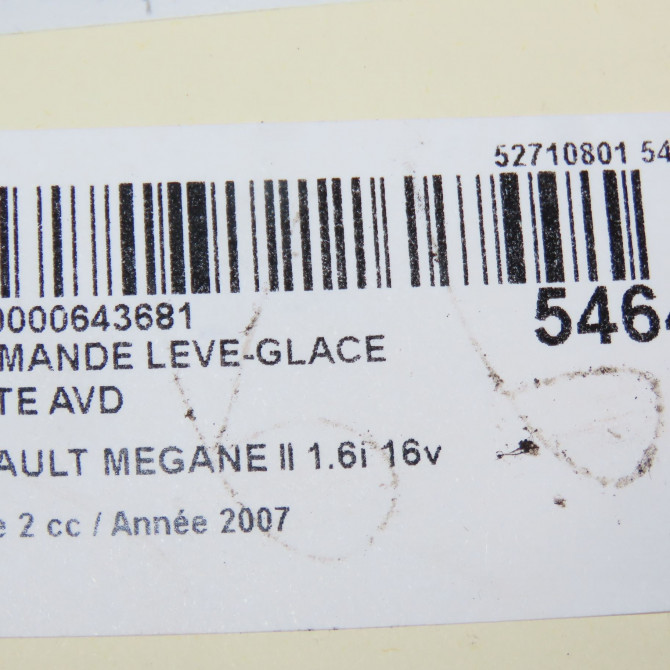 52710801 54
0000643681
5464
MANDE LEVE-GLACE
TE AVD
AULT MEGANE II 1.6i 16v
e 2 cc / Année 2007